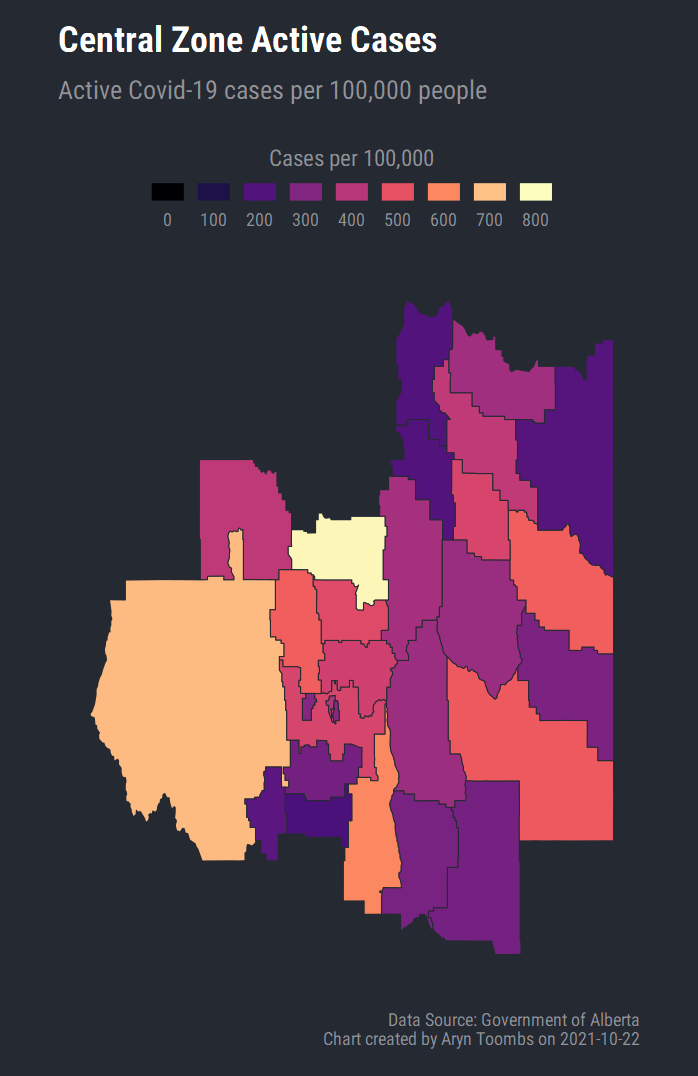 Central Zone Active Cases
Active Covid-19 cases per 100,000 people
Cases per 100,000
0 100 200 300 400 500 600 700 800
Data Source: Government of Alberta
Chart created by Aryn Toombs on 2021-10-22